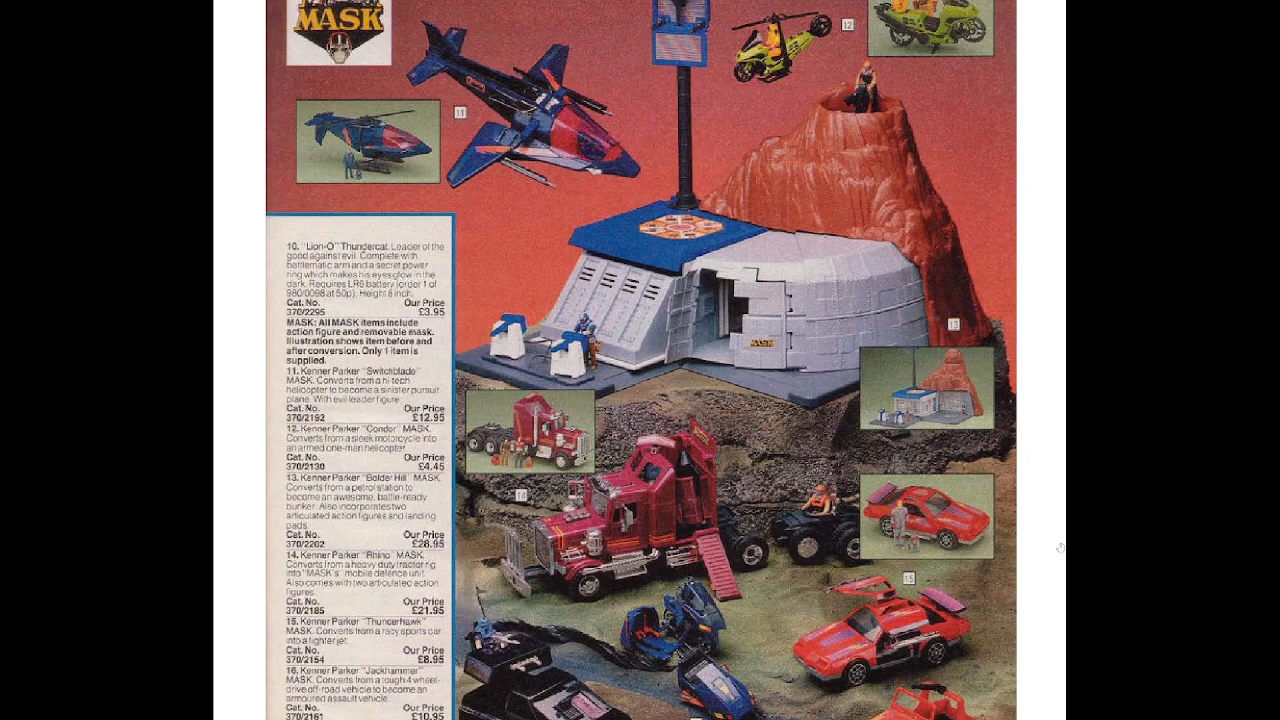 MASK
12
11
10. "Lion-O" Thundercat. Leader of the
good against evil. Complete with
battlematic arm and a secret power
ring which makes his eyes glow in the
dark. Requires LR6 battery (order 1 of
980/0098 at 50p). Height 8 inch.
Cat. No. Our Price
370/2295 £3.95
MASK: All MASK items include
action figure and removable mask.
Illustration shows item before and
after conversion. Only 1 item is
supplied.
11. Kenner Parker "Switchblade"
MASK. Converts from a hi-tech
helicopter to become a sinister pursuit
plane. With evil leader figure.
Cat. No. Our Price
370/2192 £12.95
12. Kenner Parker "Condor" MASK.
Converts from a sleek motorcycle into
an armed one-man helicopter.
Cat. No. Our Price
370/2130 £4.45
13. Kenner Parker "Bolder Hill" MASK.
Converts from a petrol station to
become an awesome, battle-ready
bunker. Also incorporates two
articulated action figures and landing
pads.
Cat. No. Our Price
370/2202 £28.95
14. Kenner Parker "Rhino" MASK.
Converts from a heavy duty tractor rig
into "MASK's" mobile defence unit.
Also comes with two articulated action
figures.
Cat. No. Our Price
370/2185 £21.95
15. Kenner Parker "Thunderhawk"
MASK. Converts from a racy sports car
into a fighter jet.
Cat. No. Our Price
370/2154 £8.95
16. Kenner Parker "Jackhammer"
MASK. Converts from a tough 4 wheel-
drive off-road vehicle to become an
armoured assault vehicle.
Cat. No. Our Price
370/2161 £10.95
13
MASK
14
15